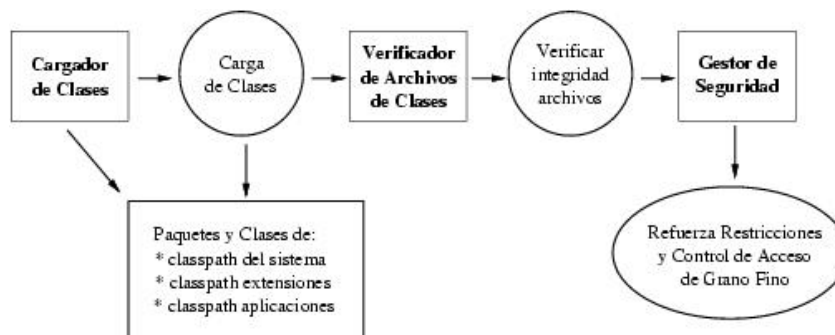 Cargador
de Clases
Carga
de Clases
Verificador
de Archivos
de Clases
Verificar
integridad
archivos
Gestor de
Seguridad
Paquetes y Clases de:
* classpath del sistema
* classpath extensiones
* classpath aplicaciones
Refuerza Restricciones
y Control de Acceso
de Grano Fino